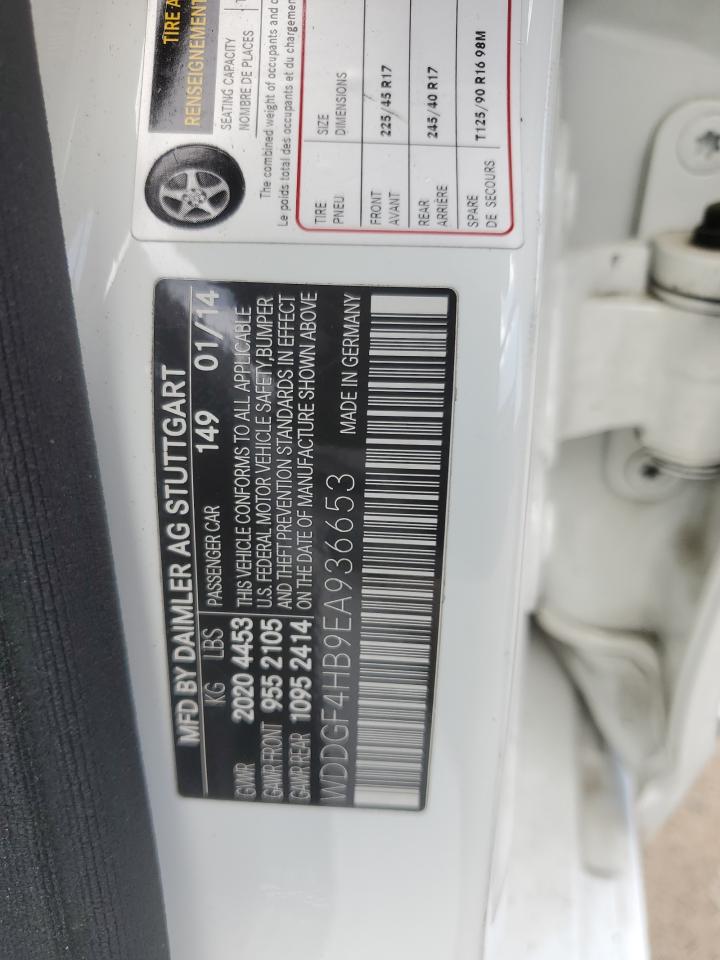 TIRE A
RENSEIGNEMENT
SEATING CAPACITY
NOMBRE DE PLACES
The combined weight of occupants and c
Le poids total des occupants et du chargemen
TIRE SIZE
PNEU DIMENSIONS
FRONT 225/45 R17
AVANT
REAR 245/40 R17
ARRIÈRE
SPARE T125/90 R16 98M
DE SECOURS
MFD BY DAIMLER AG STUTTGART
KG LBS PASSENGER CAR 149 01/14
GVWR 2020 4453 THIS VEHICLE CONFORMS TO ALL APPLICABLE
GAWR FRONT 955 2105 U.S. FEDERAL MOTOR VEHICLE SAFETY,BUMPER
GAWR REAR 1095 2414 AND THEFT PREVENTION STANDARDS IN EFFECT
ON THE DATE OF MANUFACTURE SHOWN ABOVE
WDDGF4HB9EA936653 MADE IN GERMANY